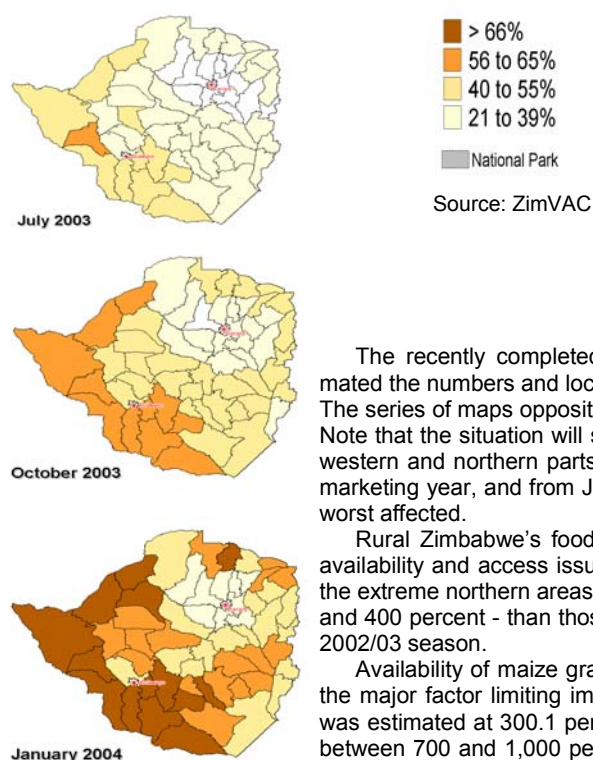 > 66%
56 to 65%
40 to 55%
21 to 39%
National Park
Source: ZimVAC
July 2003
October 2003
January 2004
The recently completed
mated the numbers and loc
The series of maps opposit
Note that the situation will s
western and northern parts
marketing year, and from J
worst affected.
Rural Zimbabwe's food
availability and access issu
the extreme northern areas
and 400 percent - than thos
2002/03 season.
Availability of maize gra
the major factor limiting im
was estimated at 300.1 per
between 700 and 1,000 pe